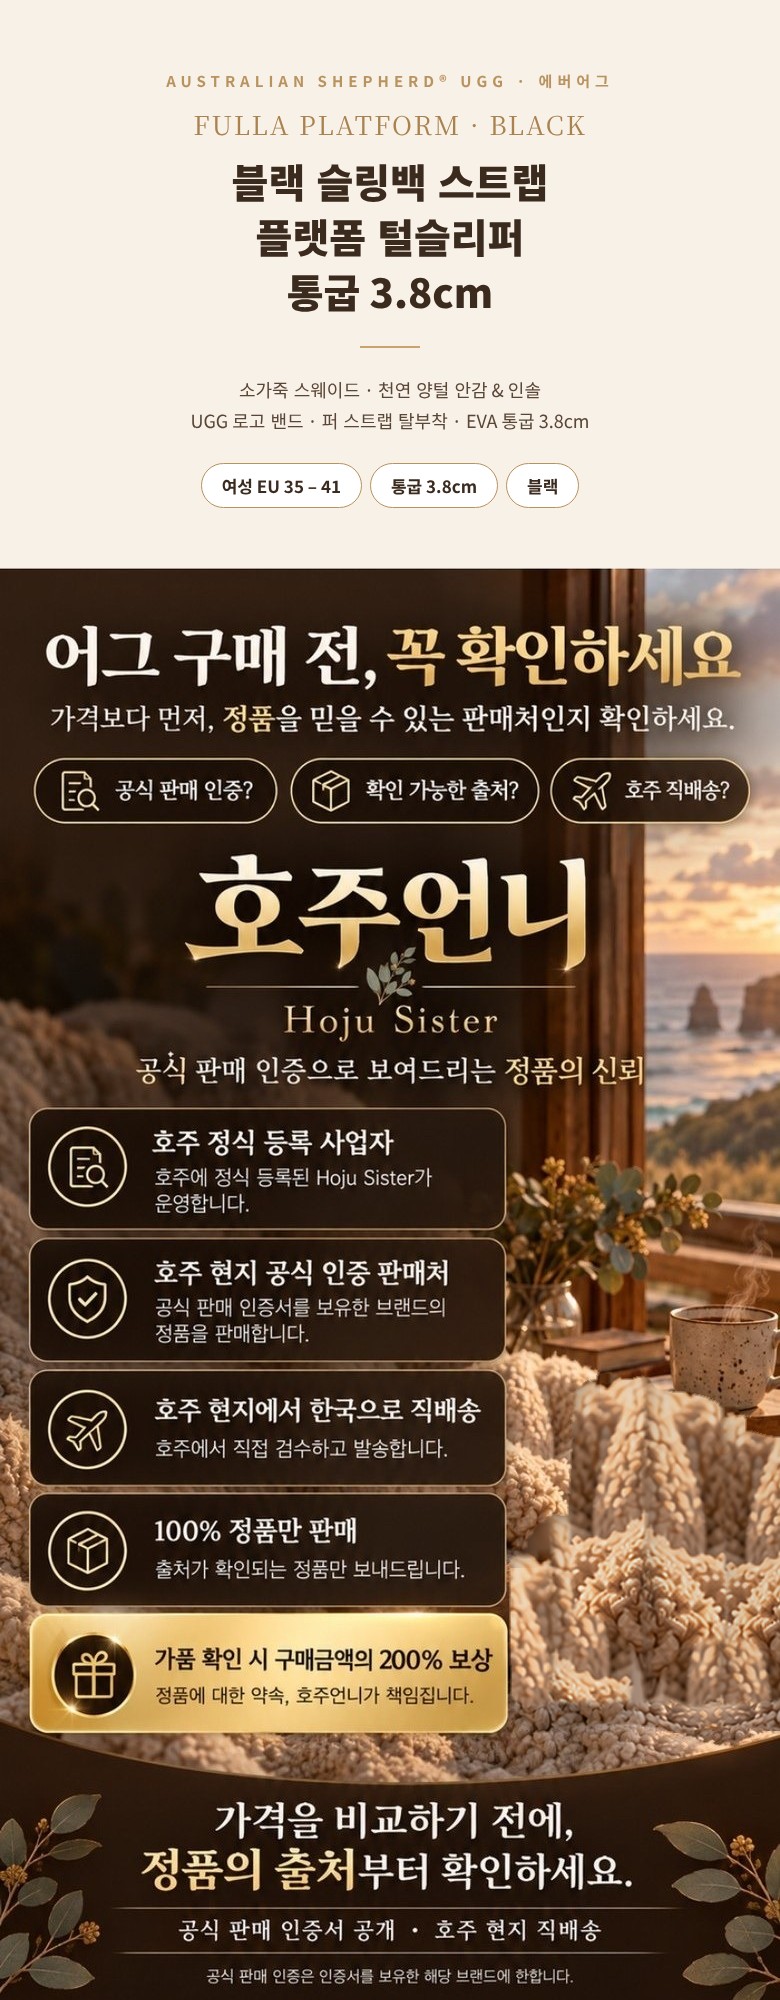 AUSTRALIAN SHEPHERD® UGG · 에버어그
FULLA PLATFORM · BLACK
블랙 슬링백 스트랩
플랫폼 털슬리퍼
통굽 3.8cm
소가죽 스웨이드 · 천연 양털 안감 & 인솔
UGG 로고 밴드 · 퍼 스트랩 탈부착 · EVA 통굽 3.8cm
여성 EU 35 – 41
통굽 3.8cm
블랙
어그 구매 전, 꼭 확인하세요
가격보다 먼저, 정품을 믿을 수 있는 판매처인지 확인하세요.
공식 판매 인증?
확인 가능한 출처?
호주 직배송?
호주언니
Hoju Sister
공식 판매 인증으로 보여드리는 정품의 신뢰
호주 정식 등록 사업자
호주에 정식 등록된 Hoju Sister가
운영합니다.
호주 현지 공식 인증 판매처
공식 판매 인증서를 보유한 브랜드의
정품을 판매합니다.
호주 현지에서 한국으로 직배송
호주에서 직접 검수하고 발송합니다.
100% 정품만 판매
출처가 확인되는 정품만 보내드립니다.
가품 확인 시 구매금액의 200% 보상
정품에 대한 약속, 호주언니가 책임집니다.
가격을 비교하기 전에,
정품의 출처부터 확인하세요.
공식 판매 인증서 공개 · 호주 현지 직배송
공식 판매 인증은 인증서를 보유한 해당 브랜드에 한합니다.